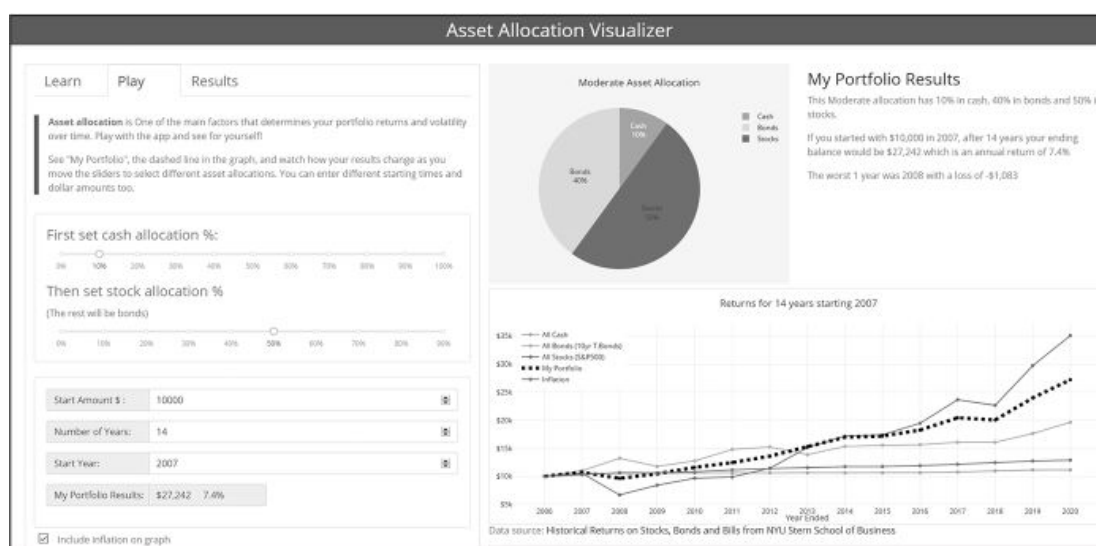 Asset Allocation Visualizer
Learn Play Results
Asset allocation is One of the main factors that determines your portfolio returns and volatility
over time. Play with the app and see for yourself!
See "My Portfolio", the dashed line in the graph, and watch how your results change as you
move the sliders to select different asset allocations. You can enter different starting times and
dollar amounts too.
First set cash allocation %:
0% 10% 20% 30% 40% 50% 60% 70% 80% 90% 100%
Then set stock allocation %
(The rest will be bonds)
0% 10% 20% 30% 40% 50% 60% 70% 80% 90%
Start Amount $ : 10000
Number of Years: 14
Start Year: 2007
My Portfolio Results: $27,242 7.4%
Include Inflation on graph
Moderate Asset Allocation
Cash
10%
Bonds
40%
Stocks
50%
Cash
Bonds
Stocks
My Portfolio Results
This Moderate allocation has 10% in cash, 40% in bonds and 50% i
stocks.
If you started with $10,000 in 2007, after 14 years your ending
balance would be $27,242 which is an annual return of 7.4%
The worst 1 year was 2008 with a loss of -$1,083
Returns for 14 years starting 2007
All Cash
All Bonds (10yr T.Bonds)
All Stocks (S&P500)
My Portfolio
Inflation
$35k
$30k
$25k
$20k
$15k
$10k
$5k
2006 2007 2008 2009 2010 2011 2012 2013 2014 2015 2016 2017 2018 2019 2020
Year Ended
Data source: Historical Returns on Stocks, Bonds and Bills from NYU Stern School of Business